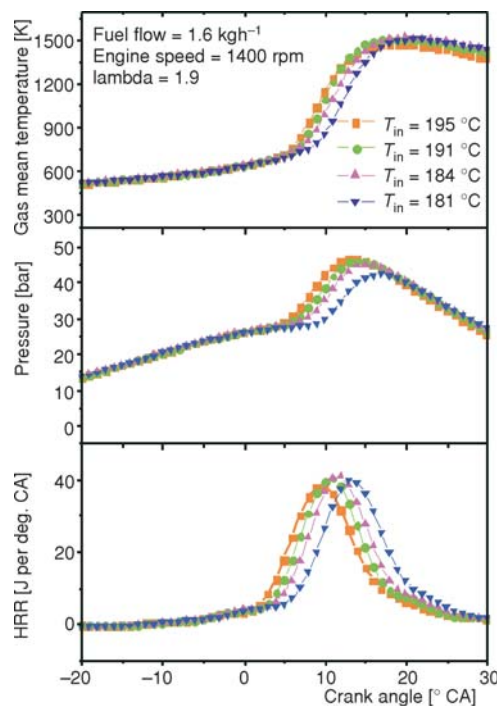 Gas mean temperature [K]
1500
1200
900
600
300
Fuel flow = 1.6 kgh⁻¹
Engine speed = 1400 rpm
lambda = 1.9
T_in = 195 °C
T_in = 191 °C
T_in = 184 °C
T_in = 181 °C
Pressure [bar]
50
40
30
20
10
0
HRR [J per deg. CA]
40
20
0
–20 –10 0 10 20 30
Crank angle [° CA]